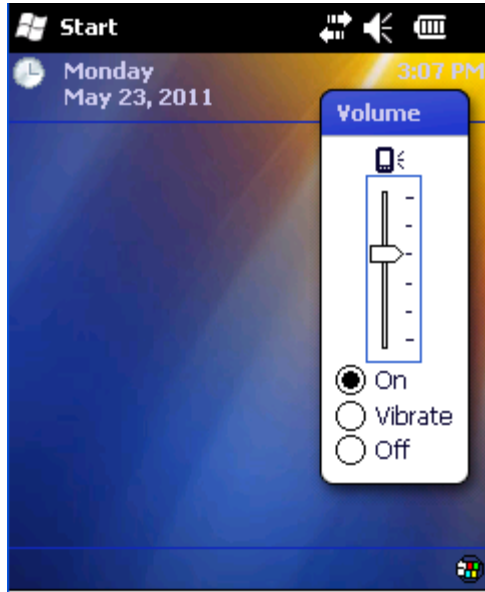 Start
Monday
3:07 PM
May 23, 2011
Volume
On
Vibrate
Off